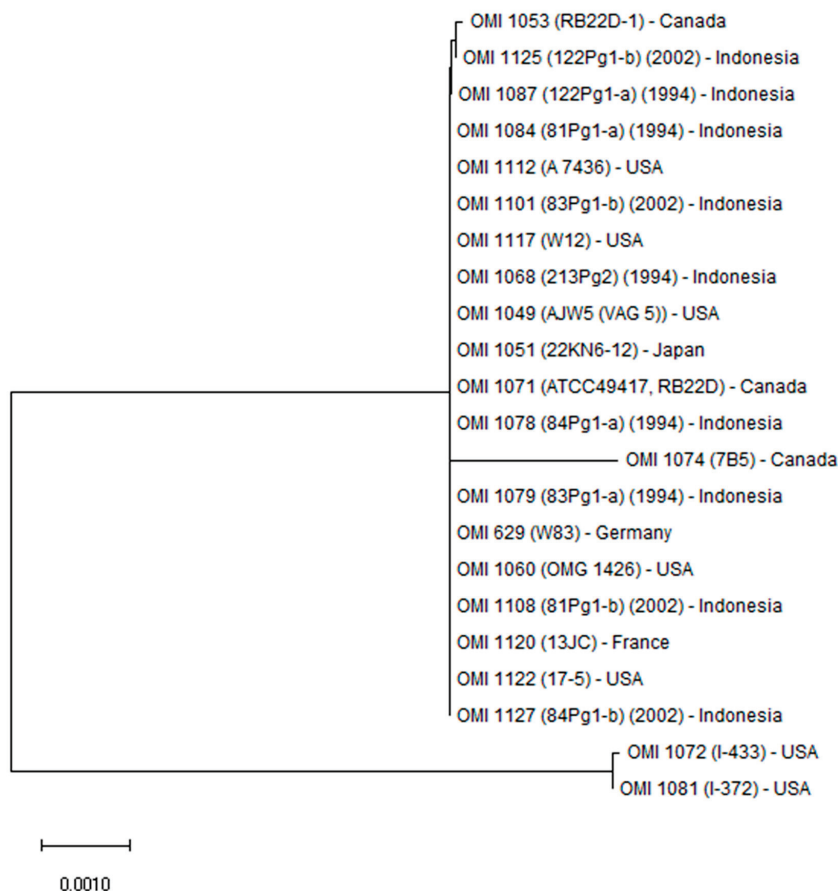 OMI 1053 (RB22D-1) - Canada
OMI 1125 (122Pg1-b) (2002) - Indonesia
OMI 1087 (122Pg1-a) (1994) - Indonesia
OMI 1084 (81Pg1-a) (1994) - Indonesia
OMI 1112 (A 7436) - USA
OMI 1101 (83Pg1-b) (2002) - Indonesia
OMI 1117 (W12) - USA
OMI 1068 (213Pg2) (1994) - Indonesia
OMI 1049 (AJW5 (VAG 5)) - USA
OMI 1051 (22KN6-12) - Japan
OMI 1071 (ATCC49417, RB22D) - Canada
OMI 1078 (84Pg1-a) (1994) - Indonesia
OMI 1074 (7B5) - Canada
OMI 1079 (83Pg1-a) (1994) - Indonesia
OMI 629 (W83) - Germany
OMI 1060 (OMG 1426) - USA
OMI 1108 (81Pg1-b) (2002) - Indonesia
OMI 1120 (13JC) - France
OMI 1122 (17-5) - USA
OMI 1127 (84Pg1-b) (2002) - Indonesia
OMI 1072 (I-433) - USA
OMI 1081 (I-372) - USA
0.0010